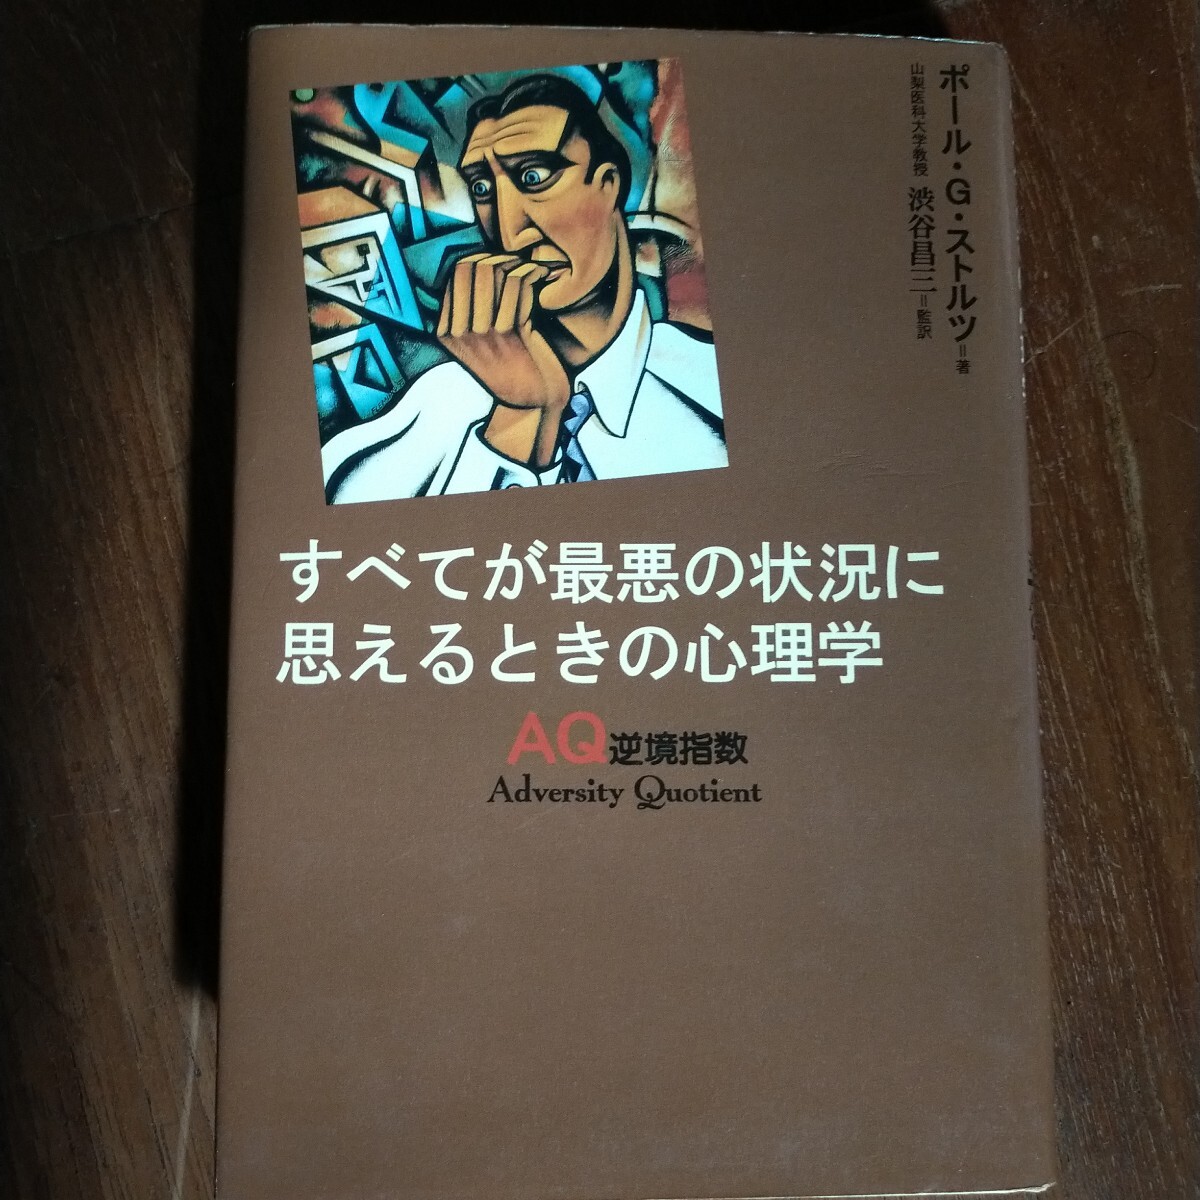 ポール・G・ストルツ=著
山梨医科大学教授 渋谷昌三=監訳
すべてが最悪の状況に
思えるときの心理学
AQ逆境指数
Adversity Quotient